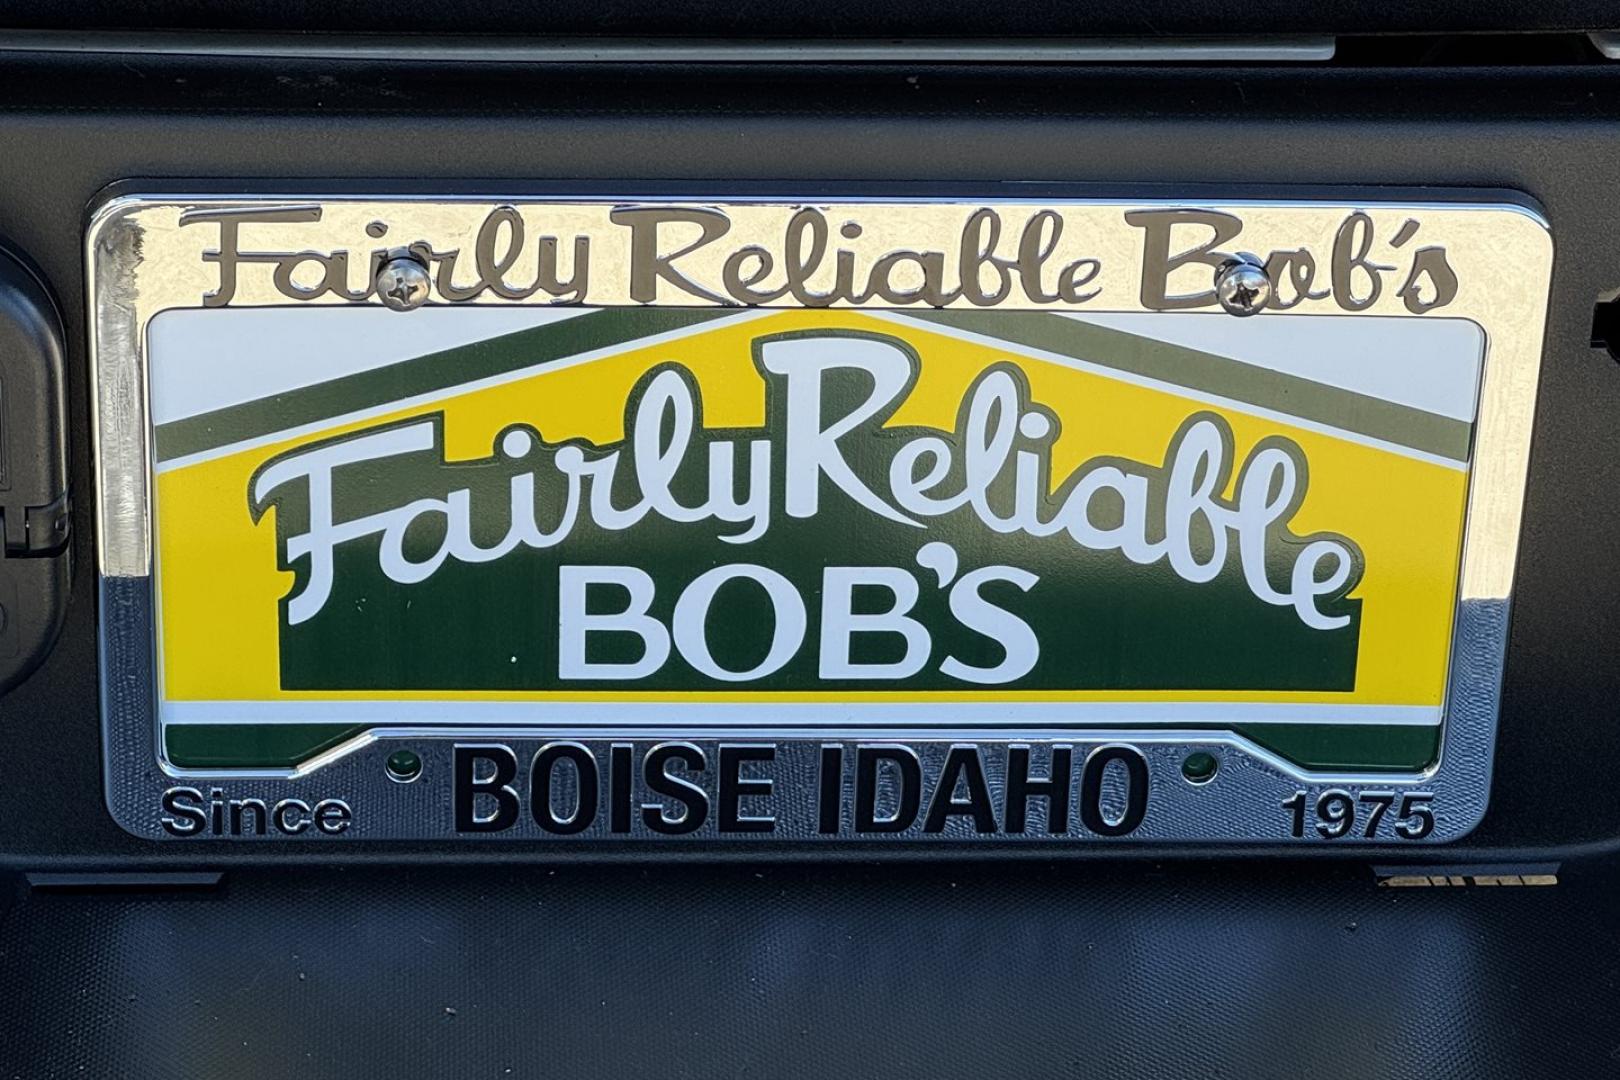 Fairly Reliable Bob's
Fairly Reliable
BOB'S
BOISE IDAHO
Since 1975